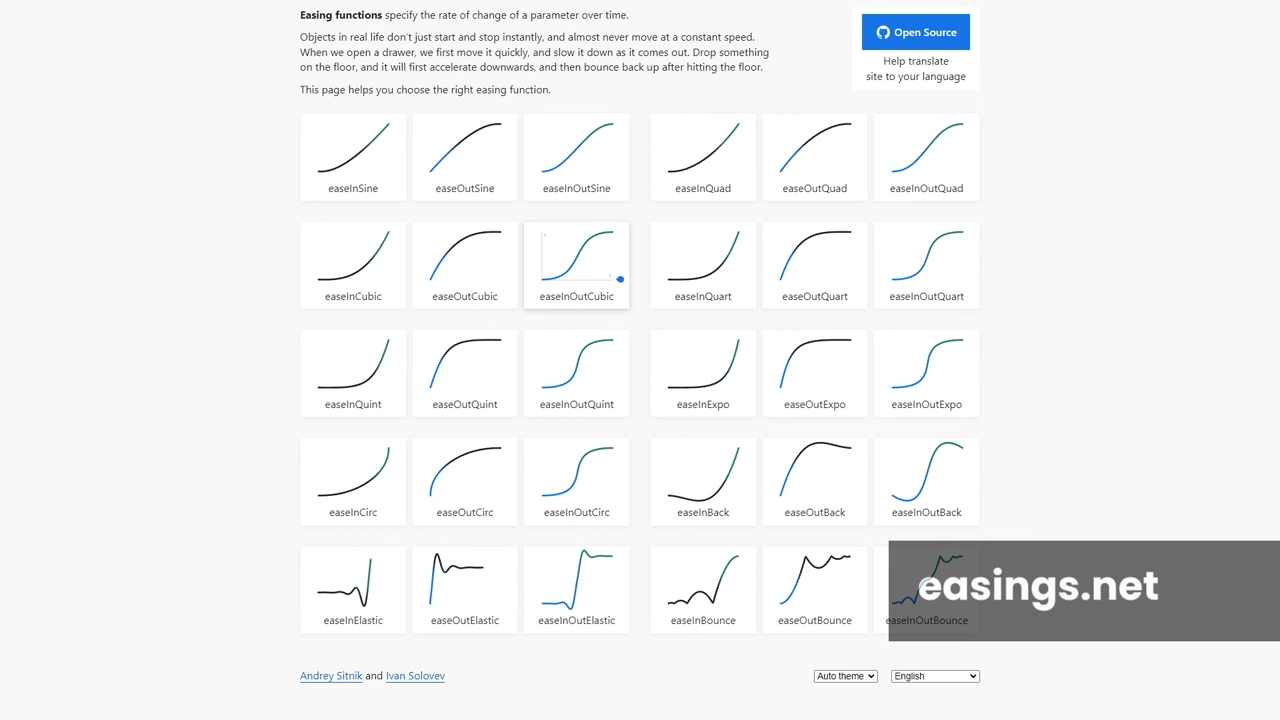 Easing functions specify the rate of change of a parameter over time.
Objects in real life don't just start and stop instantly, and almost never move at a constant speed.
When we open a drawer, we first move it quickly, and slow it down as it comes out. Drop something
on the floor, and it will first accelerate downwards, and then bounce back up after hitting the floor.
This page helps you choose the right easing function.
Open Source
Help translate
site to your language
easeInSine
easeOutSine
easeInOutSine
easeInQuad
easeOutQuad
easeInOutQuad
easeInCubic
easeOutCubic
easeInOutCubic
easeInQuart
easeOutQuart
easeInOutQuart
easeInQuint
easeOutQuint
easeInOutQuint
easeInExpo
easeOutExpo
easeInOutExpo
easeInCirc
easeOutCirc
easeInOutCirc
easeInBack
easeOutBack
easeInOutBack
easeInElastic
easeOutElastic
easeInOutElastic
easeInBounce
easeOutBounce
easeInOutBounce
easings.net
Andrey Sitnik and Ivan Solovev
Auto theme
English